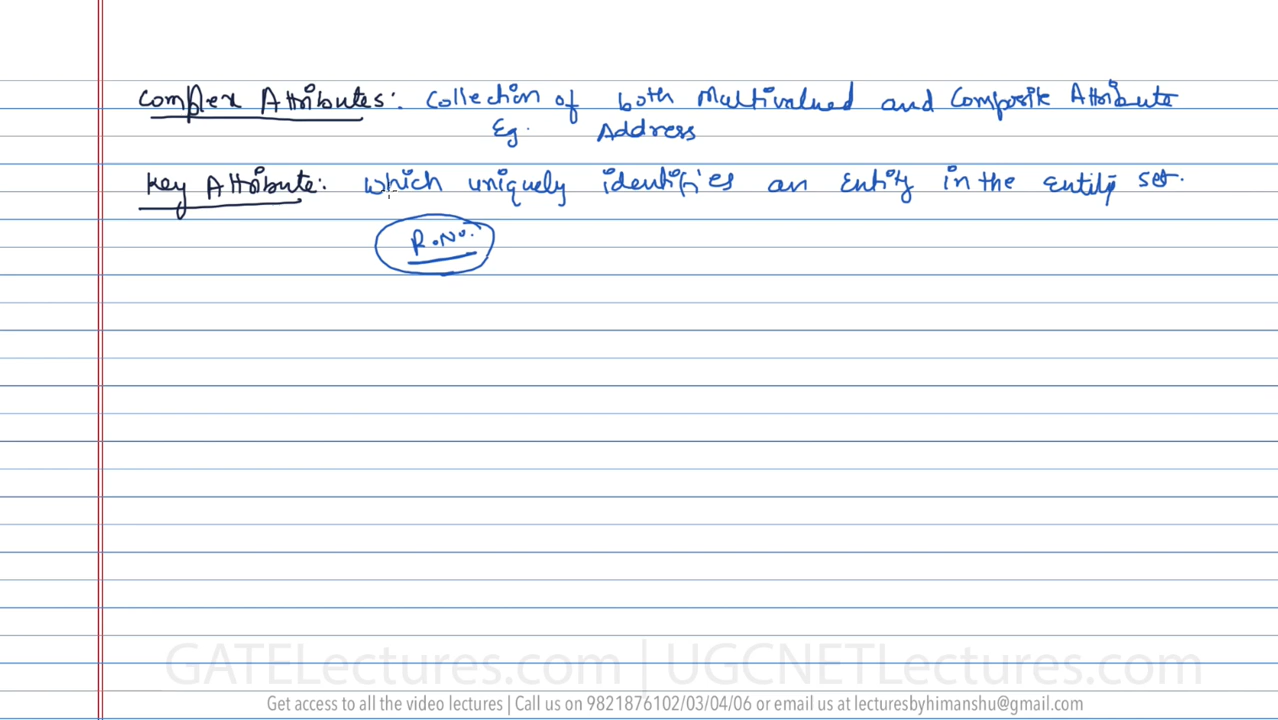 Complex Attributes: Collection of both Multivalued and Composite Attribute
Eg. Address
Key Attribute: Which uniquely identifies an Entity in the Entity set.
R.No.
GATELectures.com | UGCNETLectures.com
Get access to all the video lectures | Call us on 9821876102/03/04/06 or email us at lecturesbyhimanshu@gmail.com